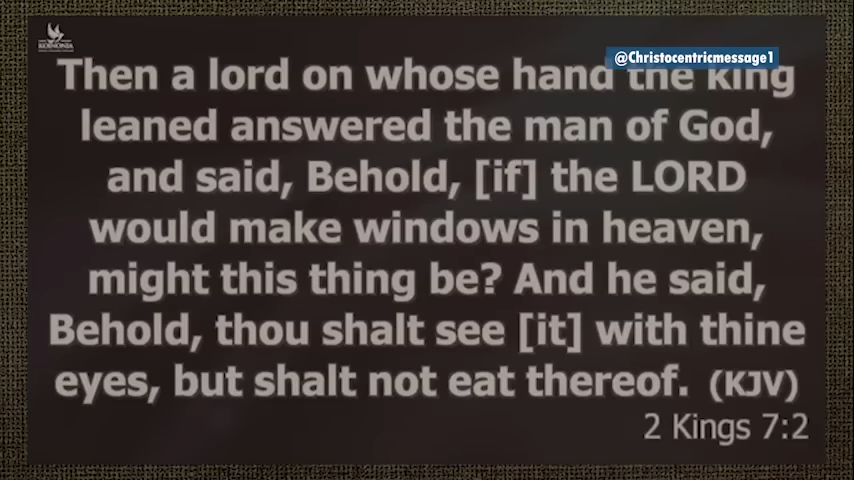 KOINONIA
@Christocentricmessage1
Then a lord on whose hand the king
leaned answered the man of God,
and said, Behold, [if] the LORD
would make windows in heaven,
might this thing be? And he said,
Behold, thou shalt see [it] with thine
eyes, but shalt not eat thereof. (KJV)
2 Kings 7:2